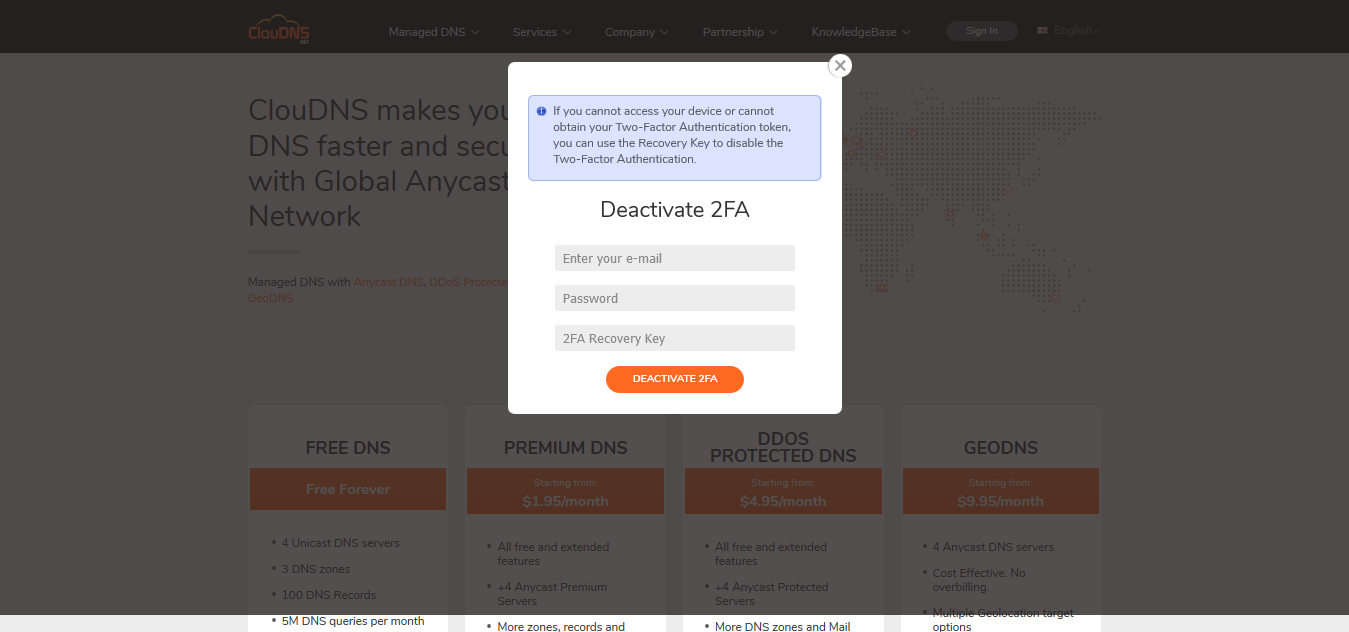 ClouDNS
.NET
Managed DNS
Services
Company
Partnership
KnowledgeBase
Sign In
English
ClouDNS makes you
DNS faster and secu
with Global Anycast
Network
Managed DNS with Anycast DNS, DDoS Protecte
GeoDNS
If you cannot access your device or cannot
obtain your Two-Factor Authentication token,
you can use the Recovery Key to disable the
Two-Factor Authentication.
Deactivate 2FA
Enter your e-mail
Password
2FA Recovery Key
DEACTIVATE 2FA
FREE DNS
Free Forever
• 4 Unicast DNS servers
• 3 DNS zones
• 100 DNS Records
• 5M DNS queries per month
PREMIUM DNS
Starting from:
$1.95/month
• All free and extended
features
• +4 Anycast Premium
Servers
• More zones, records and
DDOS
PROTECTED DNS
Starting from:
$4.95/month
• All free and extended
features
• +4 Anycast Protected
Servers
• More DNS zones and Mail
GEODNS
Starting from:
$9.95/month
• 4 Anycast DNS servers
• Cost Effective. No
overbilling.
• Multiple Geolocation target
options